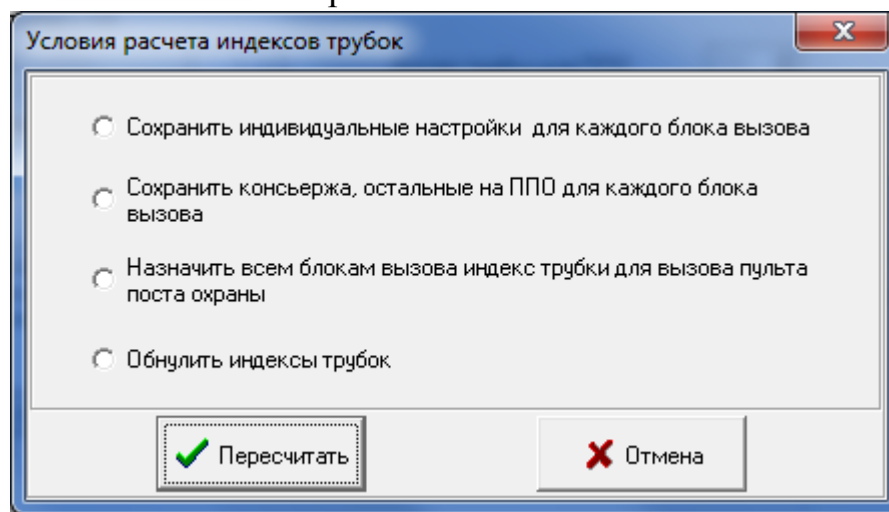 Условия расчета индексов трубок
Сохранить индивидуальные настройки для каждого блока вызова
Сохранить консьержа, остальные на ППО для каждого блока
вызова
Назначить всем блокам вызова индекс трубки для вызова пульта
поста охраны
Обнулить индексы трубок
Пересчитать
Отмена